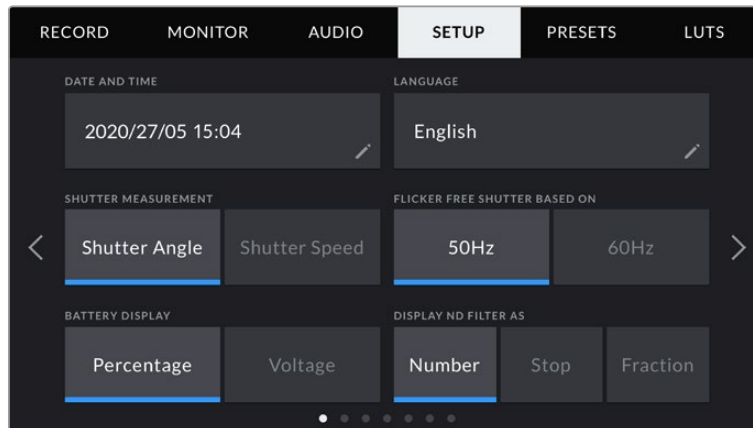 RECORD MONITOR AUDIO SETUP PRESETS LUTS
DATE AND TIME LANGUAGE
2020/27/05 15:04 English
SHUTTER MEASUREMENT FLICKER FREE SHUTTER BASED ON
Shutter Angle Shutter Speed 50Hz 60Hz
BATTERY DISPLAY DISPLAY ND FILTER AS
Percentage Voltage Number Stop Fraction